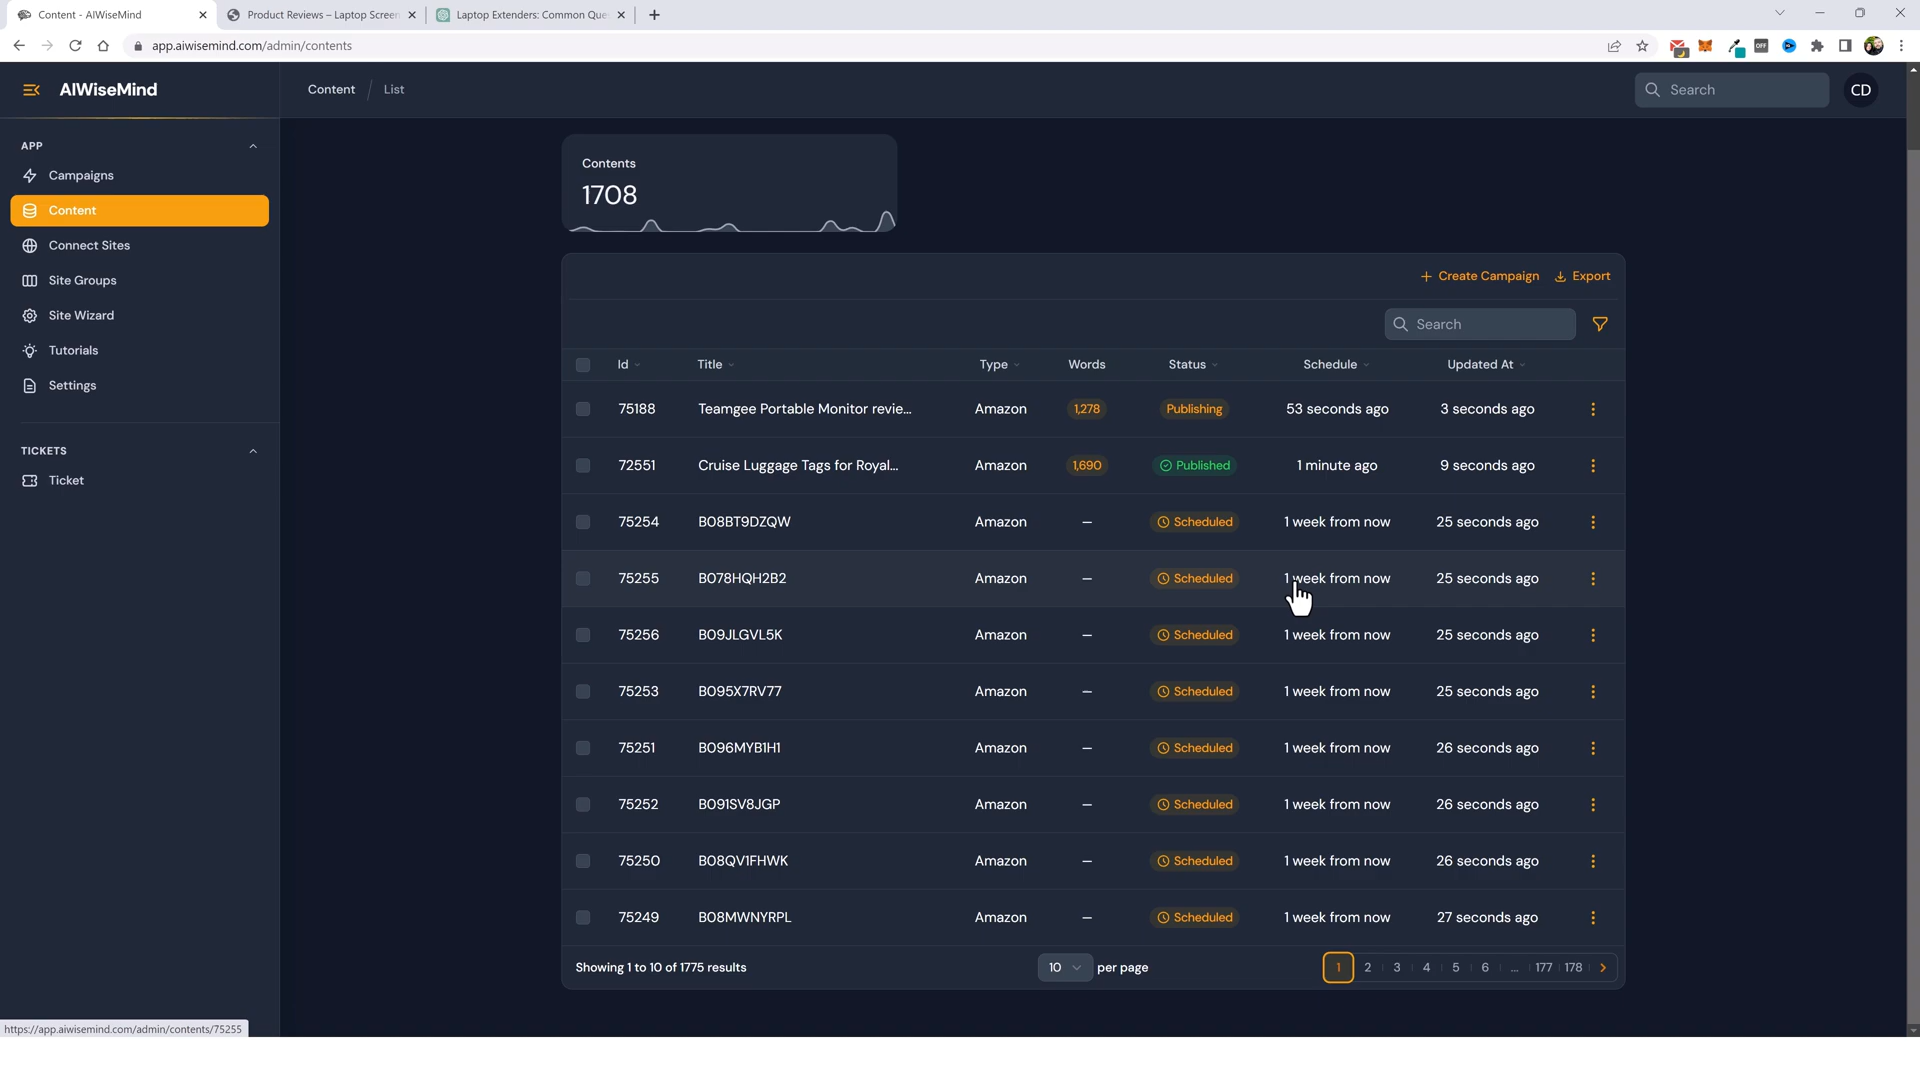 Content - AIWiseMind
Product Reviews – Laptop Screen
Laptop Extenders: Common Que
app.aiwisemind.com/admin/contents
OFF
AIWiseMind
Content
List
Search
CD
APP
Campaigns
Content
Connect Sites
Site Groups
Site Wizard
Tutorials
Settings
TICKETS
Ticket
Contents
1708
Create Campaign
Export
Search
Id Title Type Words Status Schedule Updated At
75188 Teamgee Portable Monitor revie... Amazon 1,278 Publishing 53 seconds ago 3 seconds ago
72551 Cruise Luggage Tags for Royal... Amazon 1,690 Published 1 minute ago 9 seconds ago
75254 B08BT9DZQW Amazon — Scheduled 1 week from now 25 seconds ago
75255 B078HQH2B2 Amazon — Scheduled 1 week from now 25 seconds ago
75256 B09JLGVL5K Amazon — Scheduled 1 week from now 25 seconds ago
75253 B095X7RV77 Amazon — Scheduled 1 week from now 25 seconds ago
75251 B096MYB1H1 Amazon — Scheduled 1 week from now 26 seconds ago
75252 B091SV8JGP Amazon — Scheduled 1 week from now 26 seconds ago
75250 B08QV1FHWK Amazon — Scheduled 1 week from now 26 seconds ago
75249 B08MWNYRPL Amazon — Scheduled 1 week from now 27 seconds ago
Showing 1 to 10 of 1775 results
10 per page
1 2 3 4 5 6 ... 177 178
https://app.aiwisemind.com/admin/contents/75255